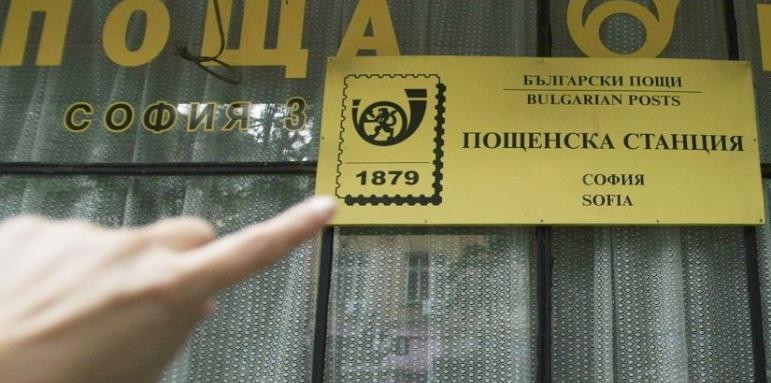 ПОЩА
СОФИЯ 3
1879
БЪЛГАРСКИ ПОЩИ
BULGARIAN POSTS
ПОЩЕНСКА СТАНЦИЯ
СОФИЯ
SOFIA